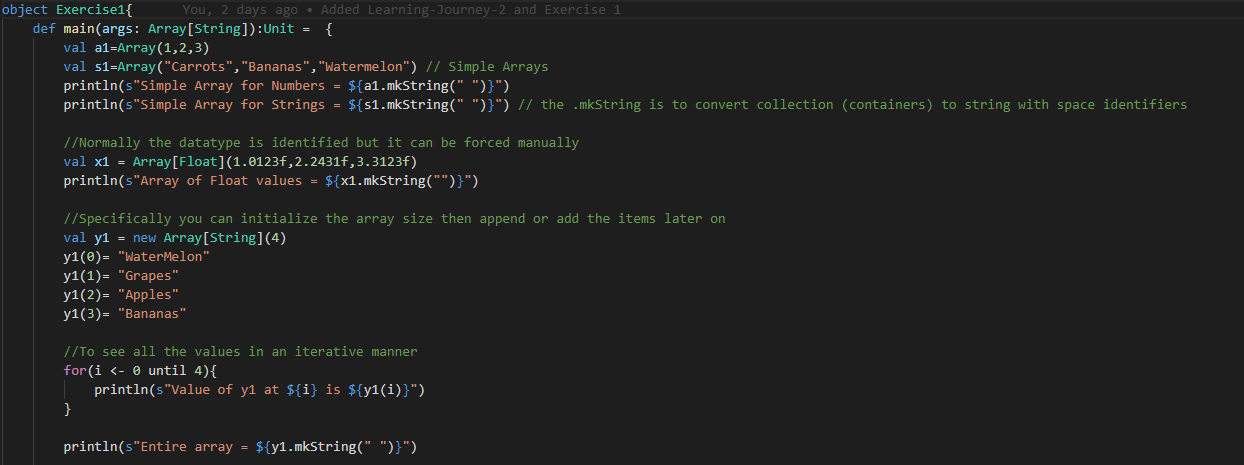 object Exercise1{ You, 2 days ago • Added Learning-Journey-2 and Exercise 1
def main(args: Array[String]):Unit = {
val a1=Array(1,2,3)
val s1=Array("Carrots","Bananas","Watermelon") // Simple Arrays
println(s"Simple Array for Numbers = ${a1.mkString(" ")}")
println(s"Simple Array for Strings = ${s1.mkString(" ")}") // the .mkString is to convert collection (containers) to string with space identifiers
//Normally the datatype is identified but it can be forced manually
val x1 = Array[Float](1.0123f,2.2431f,3.3123f)
println(s"Array of Float values = ${x1.mkString("")}")
//Specifically you can initialize the array size then append or add the items later on
val y1 = new Array[String](4)
y1(0)= "WaterMelon"
y1(1)= "Grapes"
y1(2)= "Apples"
y1(3)= "Bananas"
//To see all the values in an iterative manner
for(i <- 0 until 4){
println(s"Value of y1 at ${i} is ${y1(i)}")
}
println(s"Entire array = ${y1.mkString(" ")}")